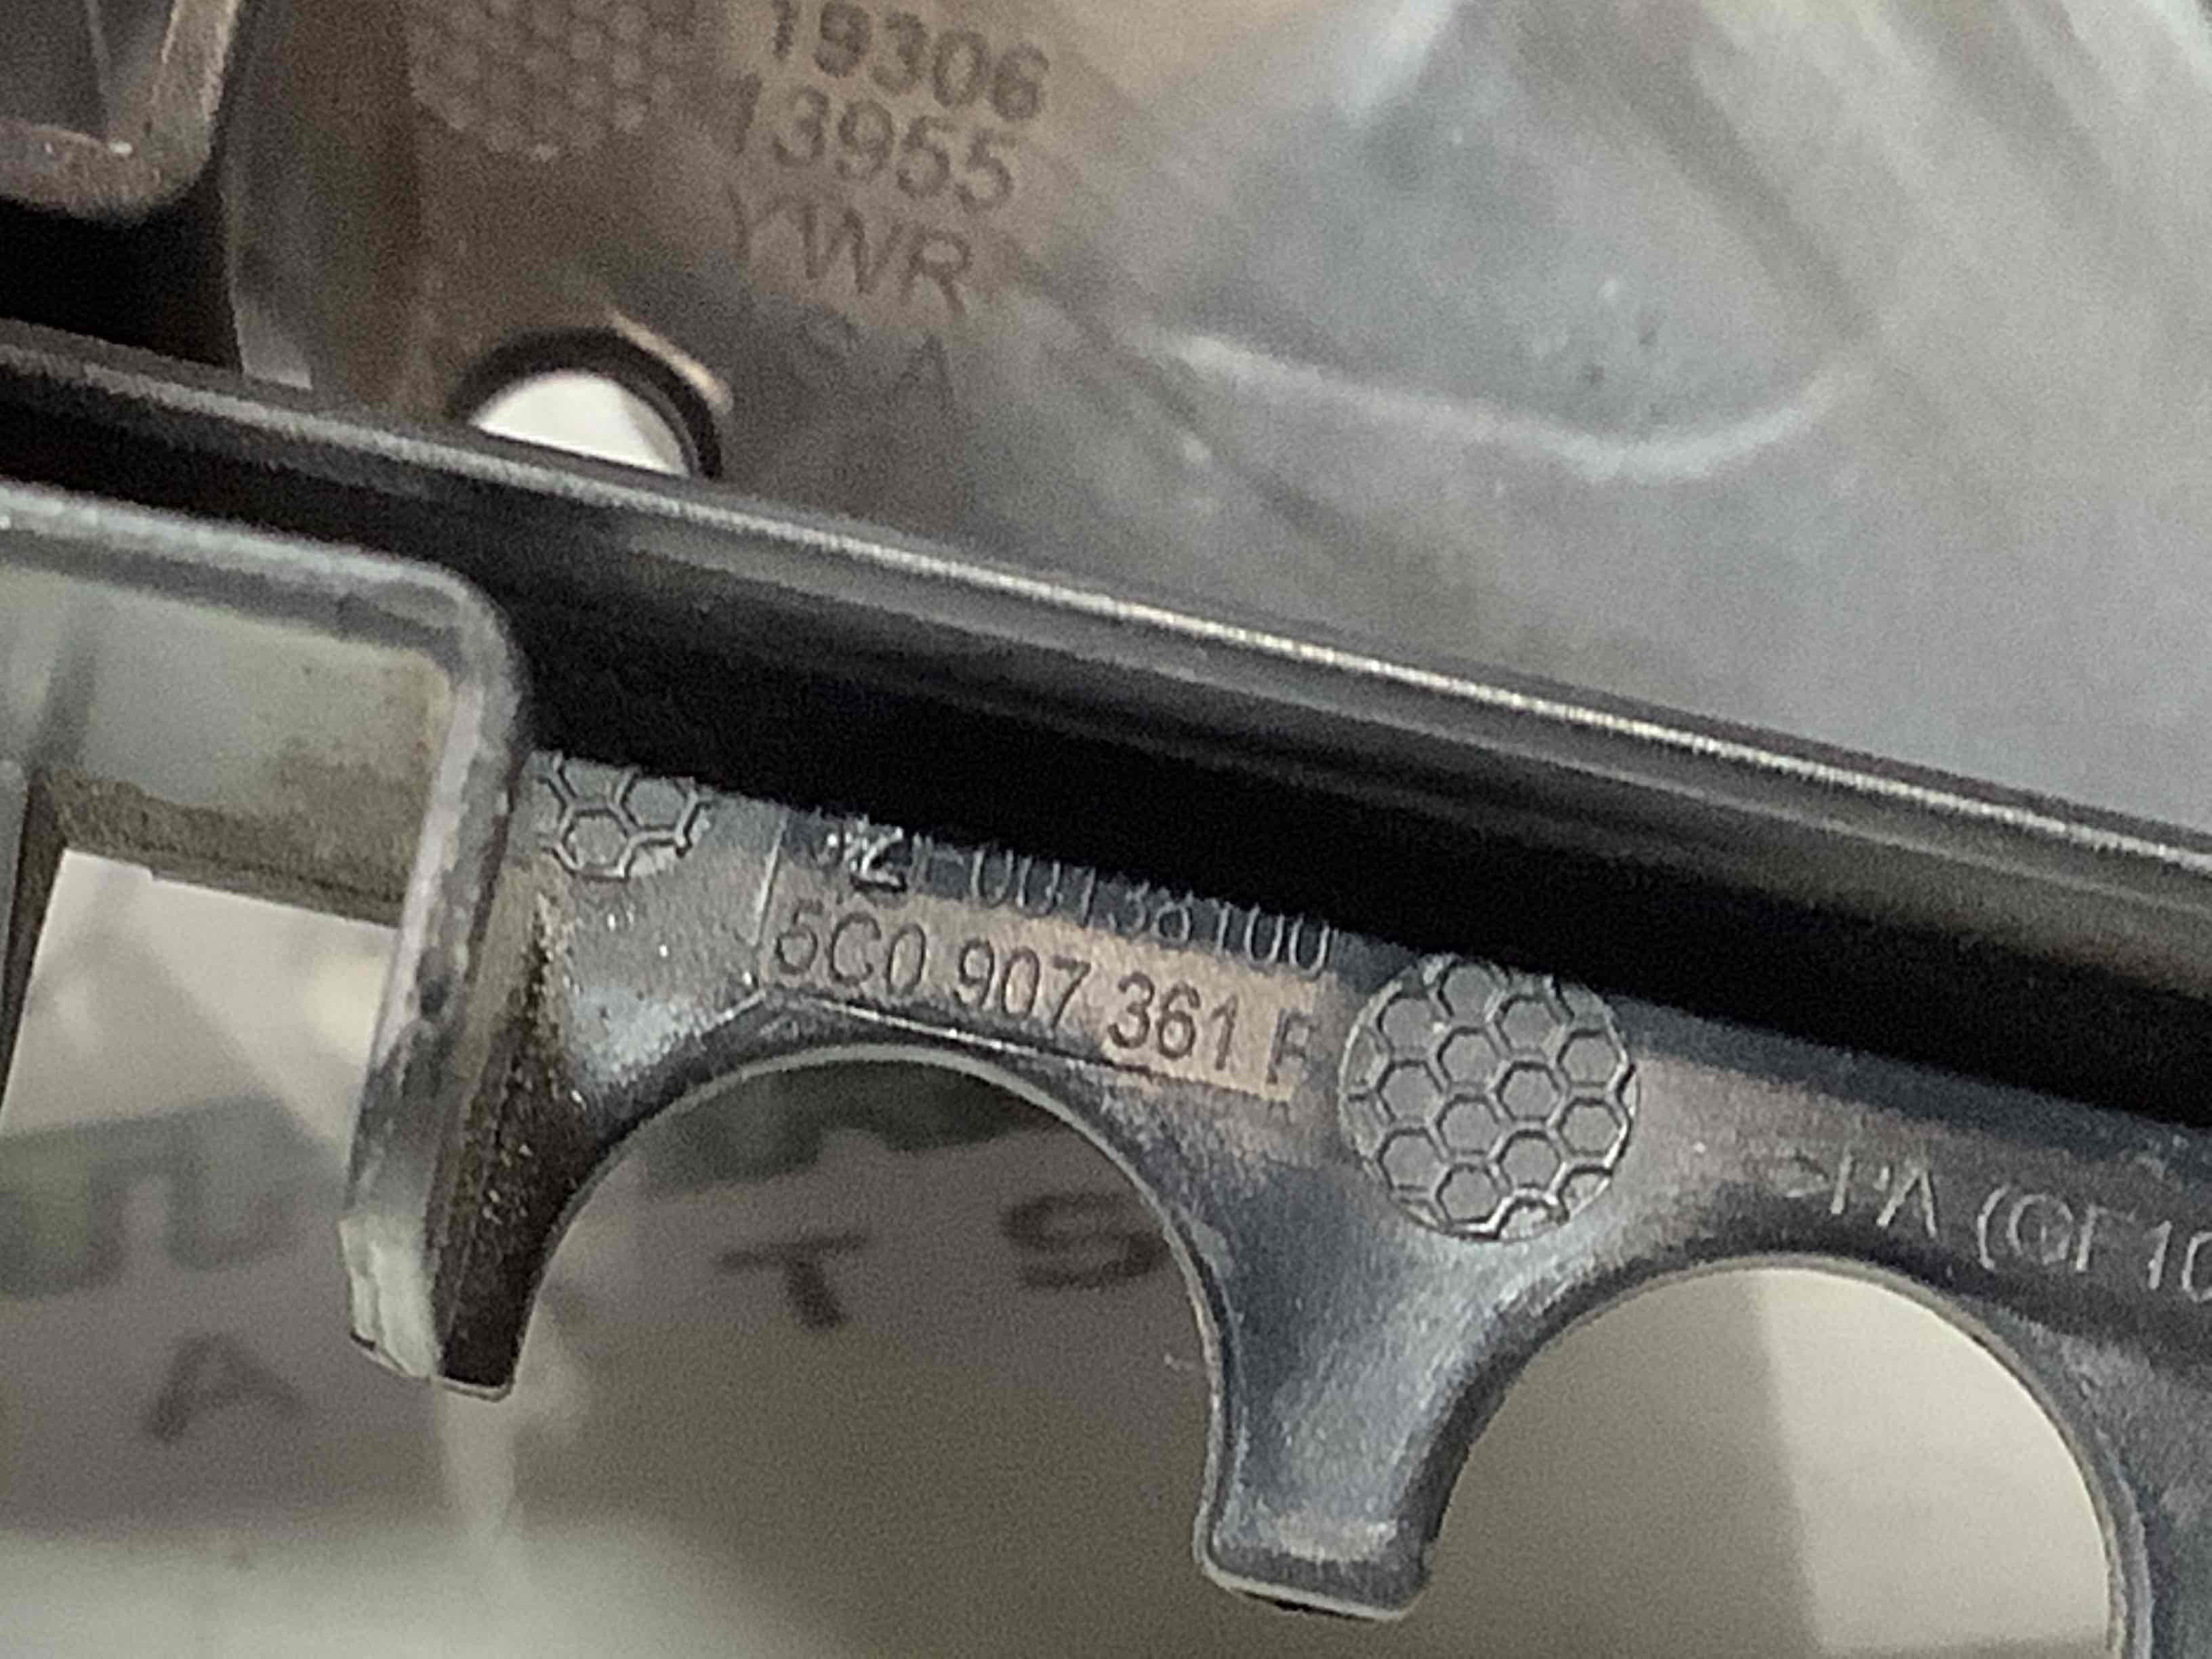 19306
13955
YWR
5C0 907 361 F
>PA (GF10
A T S